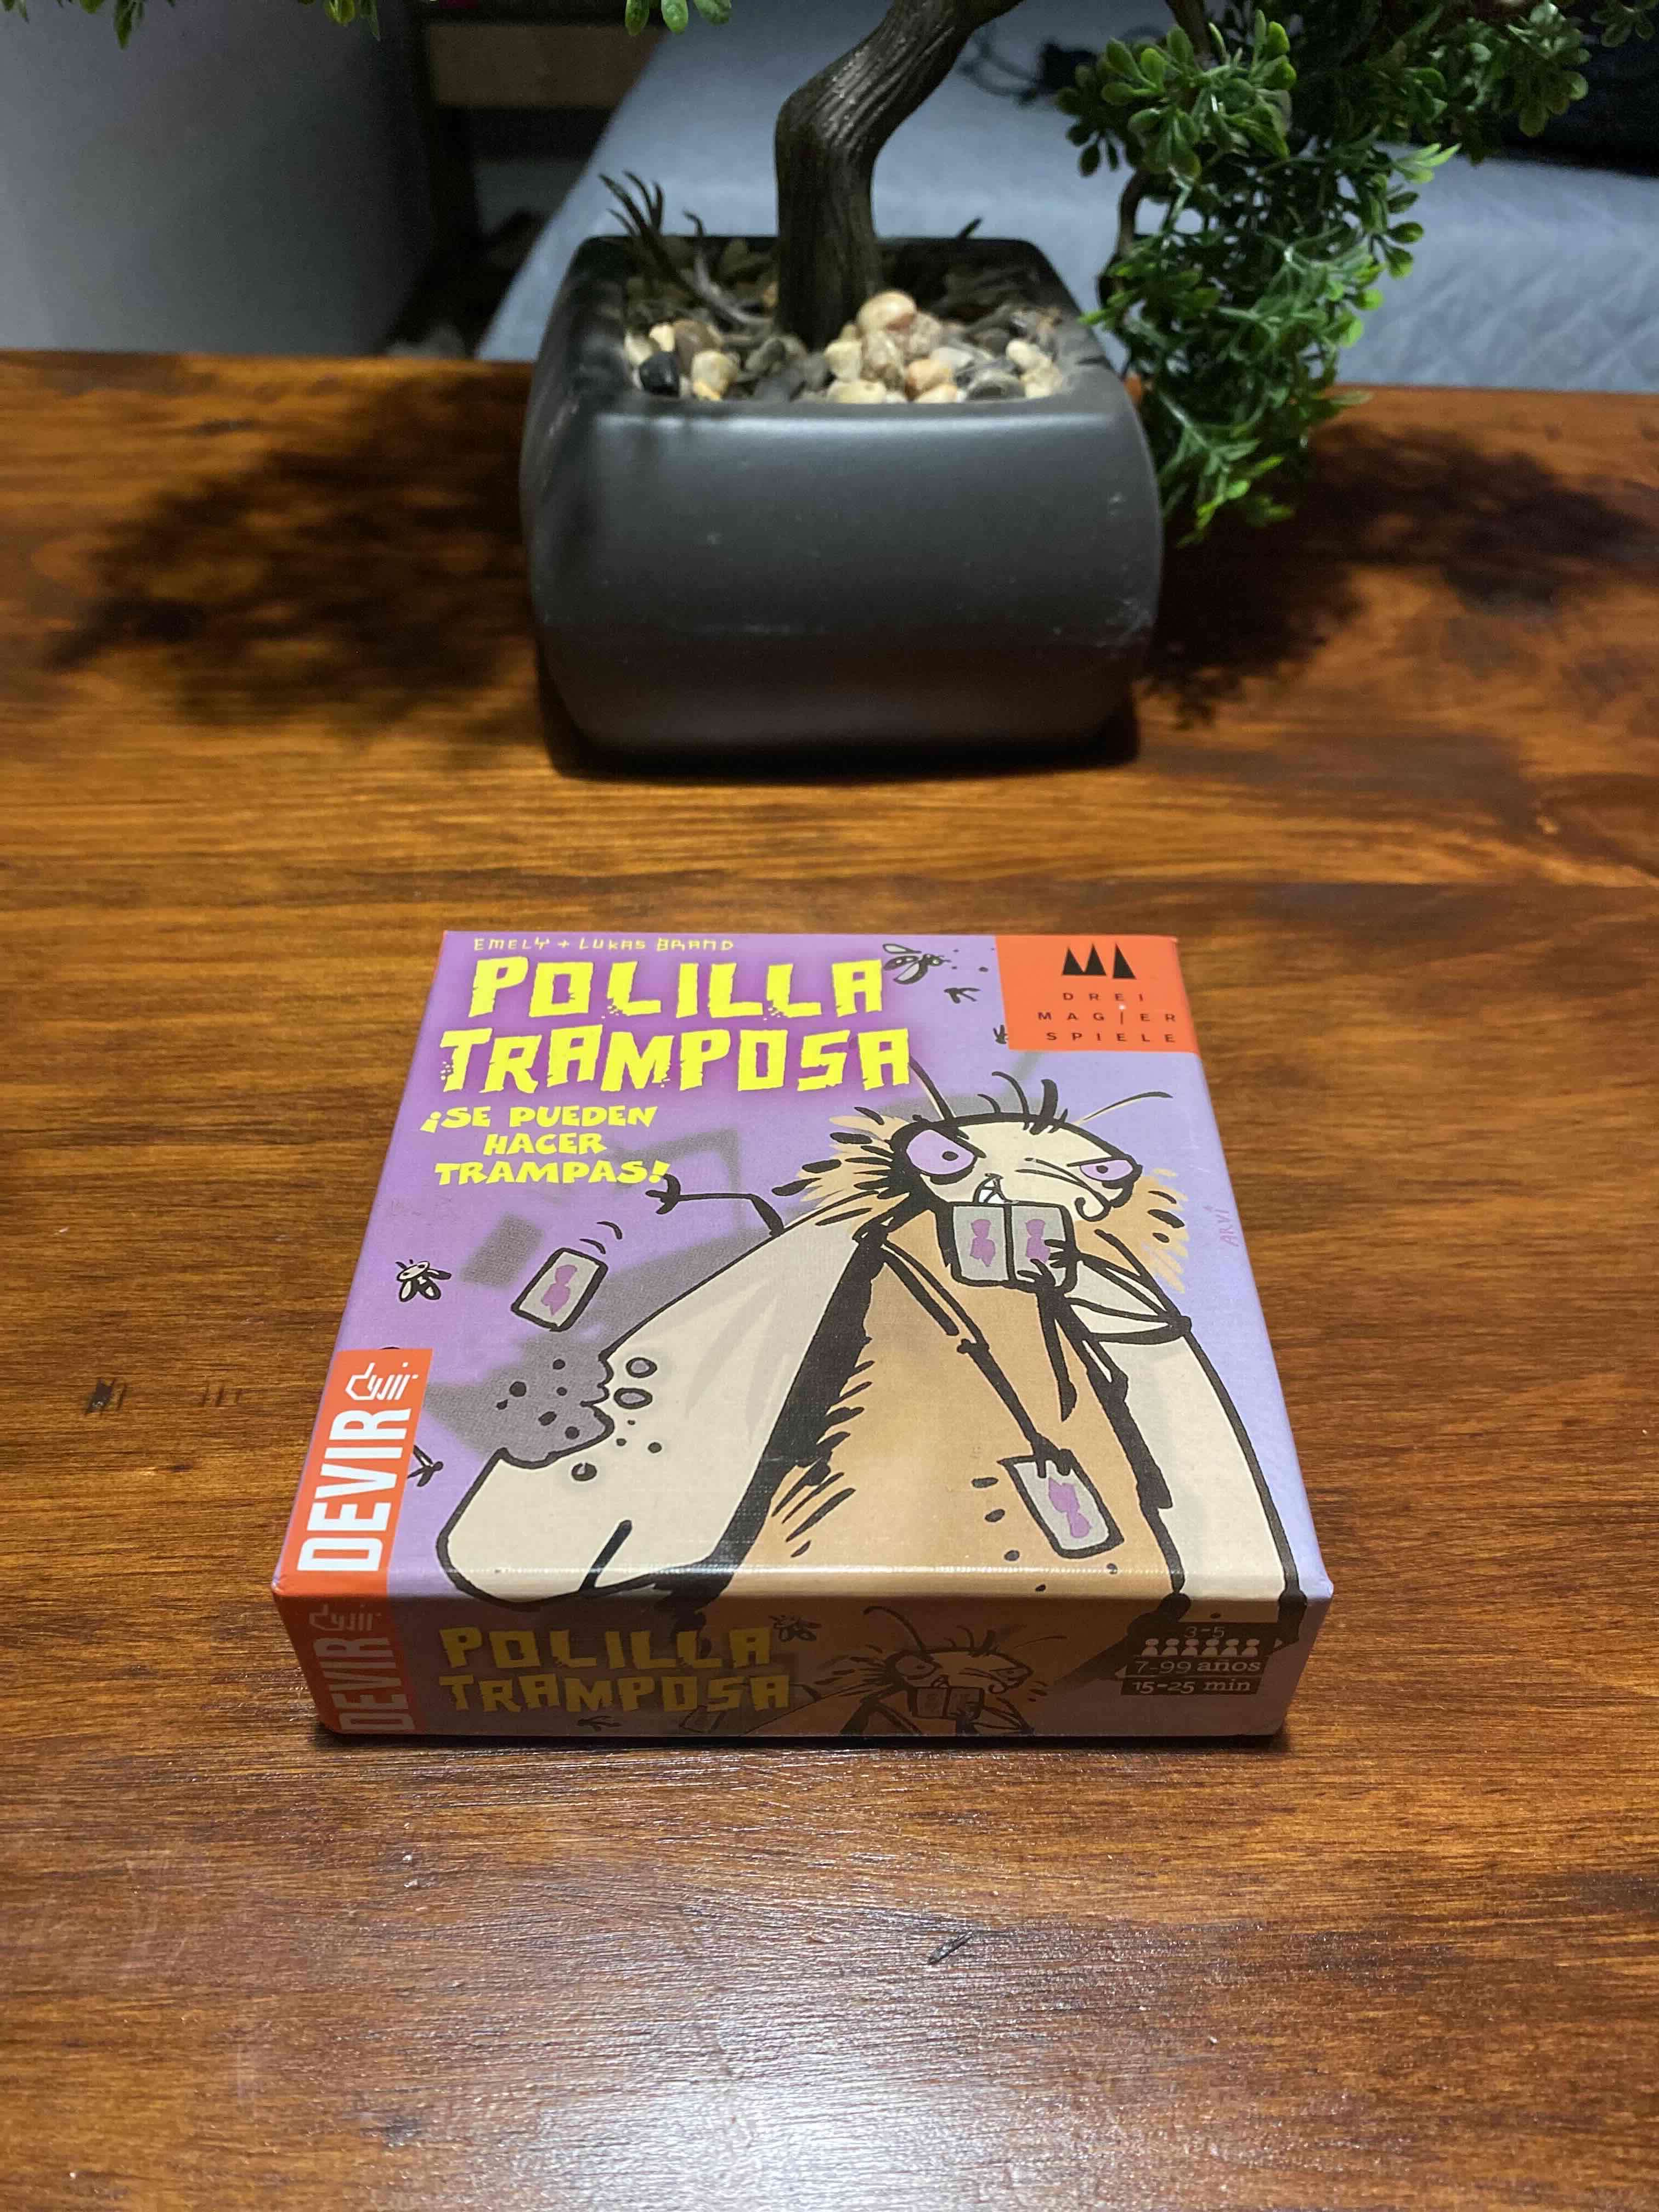 EMELY + LUKAS BRAND
POLILLA
TRAMPOSA
¡SE PUEDEN
HACER
TRAMPAS!
DREI
MAGIER
SPIELE
ARVi
DEVIR
DEVIR
POLILLA
TRAMPOSA
3-5
7-99 años
15-25 min